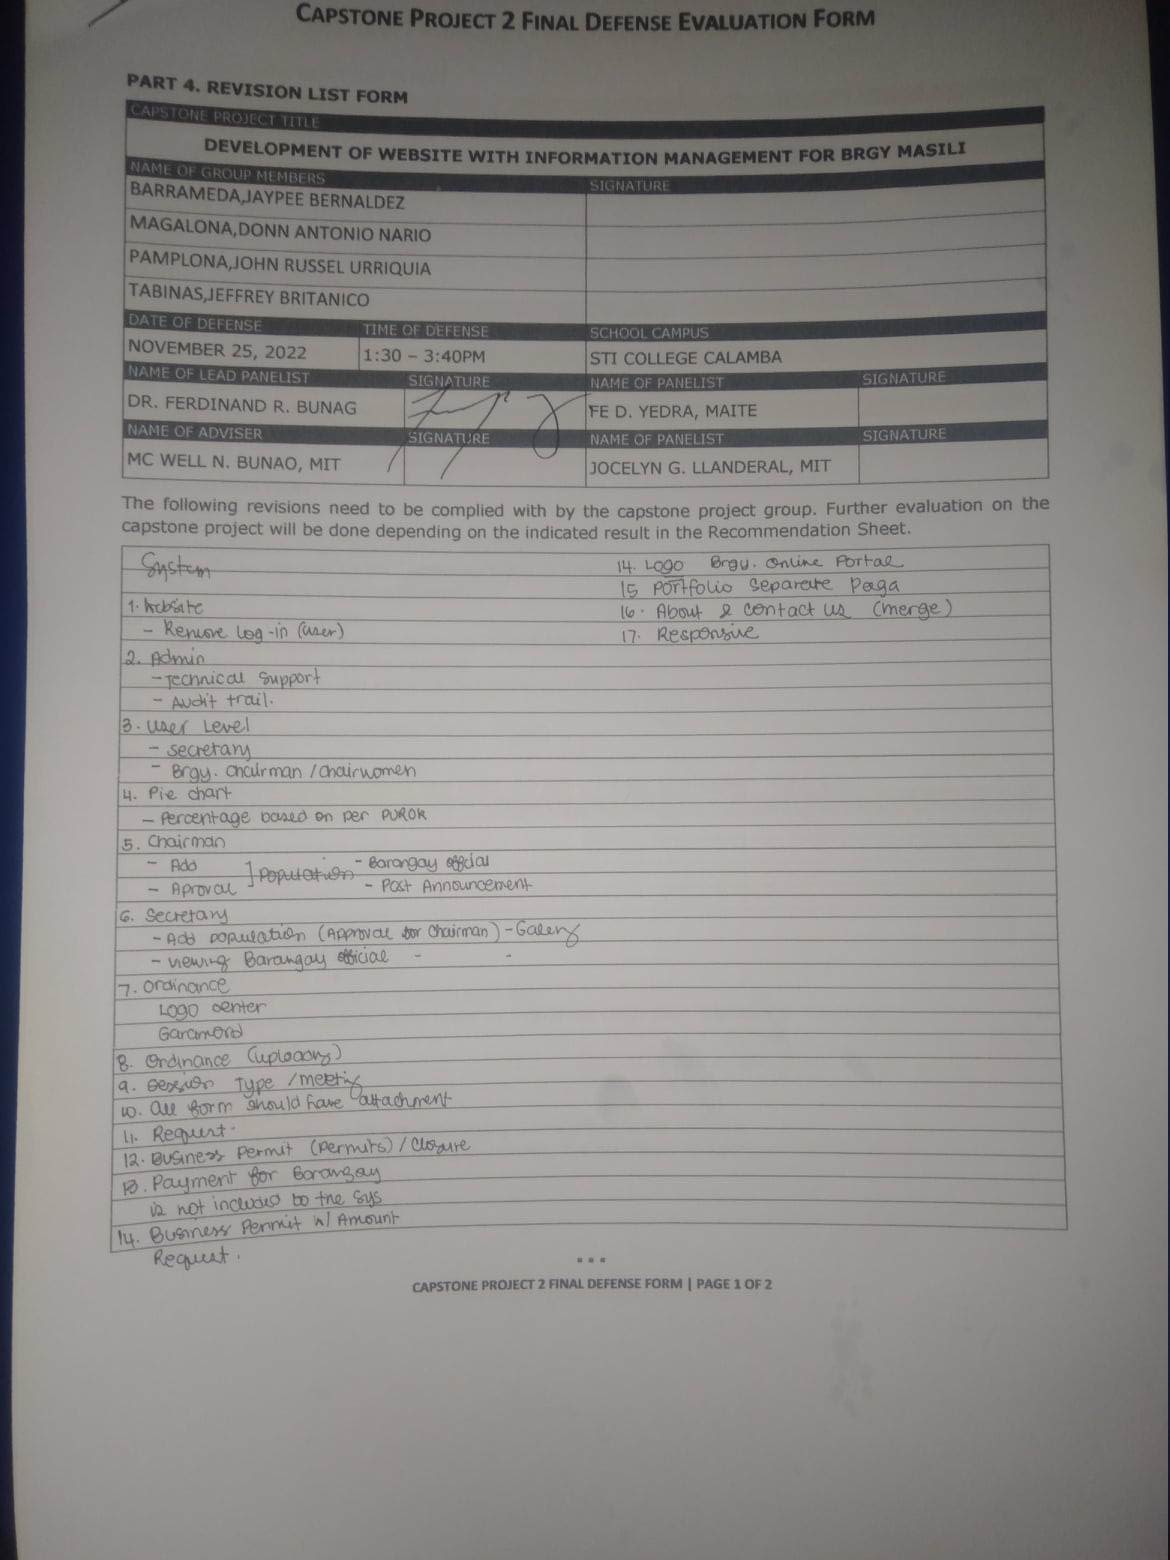 CAPSTONE PROJECT 2 FINAL DEFENSE EVALUATION FORM
PART 4. REVISION LIST FORM
CAPSTONE PROJECT TITLE
DEVELOPMENT OF WEBSITE WITH INFORMATION MANAGEMENT FOR BRGY MASILI
NAME OF GROUP MEMBERS SIGNATURE
BARRAMEDA,JAYPEE BERNALDEZ
MAGALONA,DONN ANTONIO NARIO
PAMPLONA,JOHN RUSSEL URRIQUIA
TABINAS,JEFFREY BRITANICO
DATE OF DEFENSE TIME OF DEFENSE SCHOOL CAMPUS
NOVEMBER 25, 2022 1:30 – 3:40PM STI COLLEGE CALAMBA
NAME OF LEAD PANELIST SIGNATURE NAME OF PANELIST SIGNATURE
DR. FERDINAND R. BUNAG FE D. YEDRA, MAITE
NAME OF ADVISER SIGNATURE NAME OF PANELIST SIGNATURE
MC WELL N. BUNAO, MIT JOCELYN G. LLANDERAL, MIT
The following revisions need to be complied with by the capstone project group. Further evaluation on the
capstone project will be done depending on the indicated result in the Recommendation Sheet.
System
1. Website
- Remove Log-in (user)
2. Admin
- Technical Support
- Audit trail.
3. User Level
- Secretary
- Brgy. Chairman / Chairwomen
4. Pie chart
- Percentage based on per PUROK
5. Chairman
- Add ] Population - Barangay official
- Aproval - Post Announcement
6. Secretary
- Add population (Approval for Chairman) - Galery
- Viewing Barangay official - -
7. Ordinance
Logo center
Garamond
8. Ordinance (uploading)
9. Session Type / meeting
10. All form should have attachment
11. Request.
12. Business Permit (Permits) / Closure
13. Payment for Barangay
is not included to the sys
14. Business Permit w/ Amount
Request.
14. Logo Brgy. Online Portal
15 Portfolio Separate Paga
16. About & contact us (merge)
17. Responsive
▪ ▪ ▪
CAPSTONE PROJECT 2 FINAL DEFENSE FORM | PAGE 1 OF 2